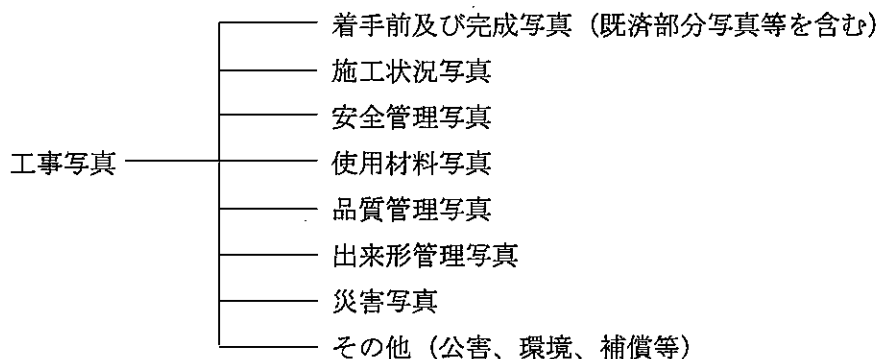 着手前及び完成写真（既済部分写真等を含む）
施工状況写真
安全管理写真
工事写真
使用材料写真
品質管理写真
出来形管理写真
災害写真
その他（公害、環境、補償等）